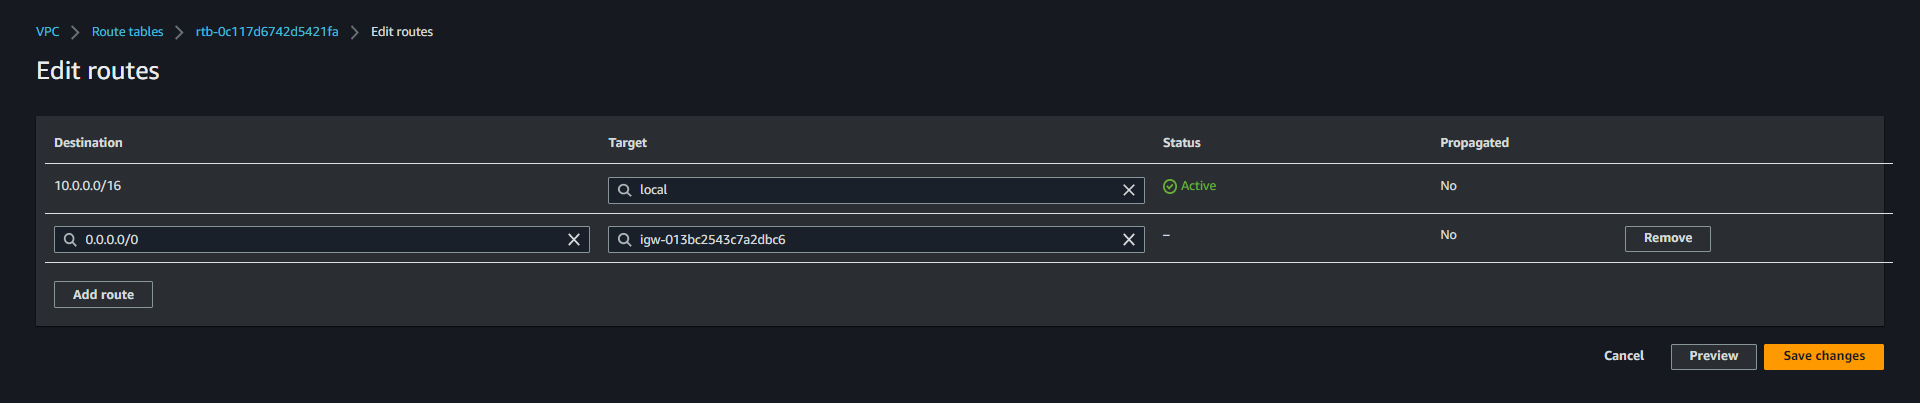 VPC > Route tables > rtb-0c117d6742d5421fa > Edit routes
Edit routes
Destination Target Status Propagated
10.0.0.0/16 local Active No
0.0.0.0/0 igw-013bc2543c7a2dbc6 – No Remove
Add route
Cancel Preview Save changes